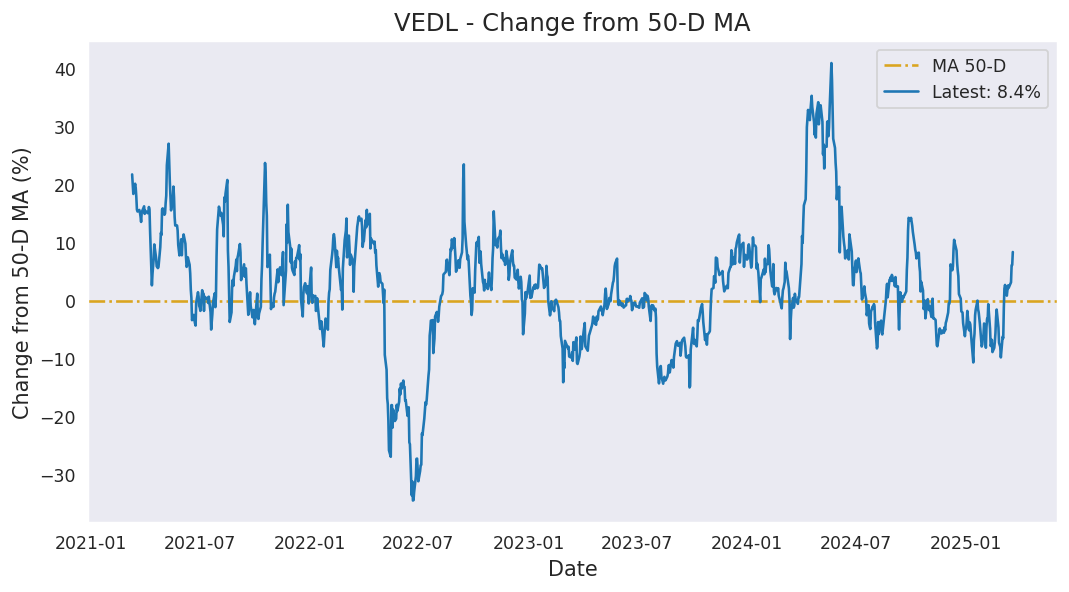 VEDL - Change from 50-D MA
MA 50-D
Latest: 8.4%
Change from 50-D MA (%)
40
30
20
10
0
−10
−20
−30
2021-01 2021-07 2022-01 2022-07 2023-01 2023-07 2024-01 2024-07 2025-01
Date